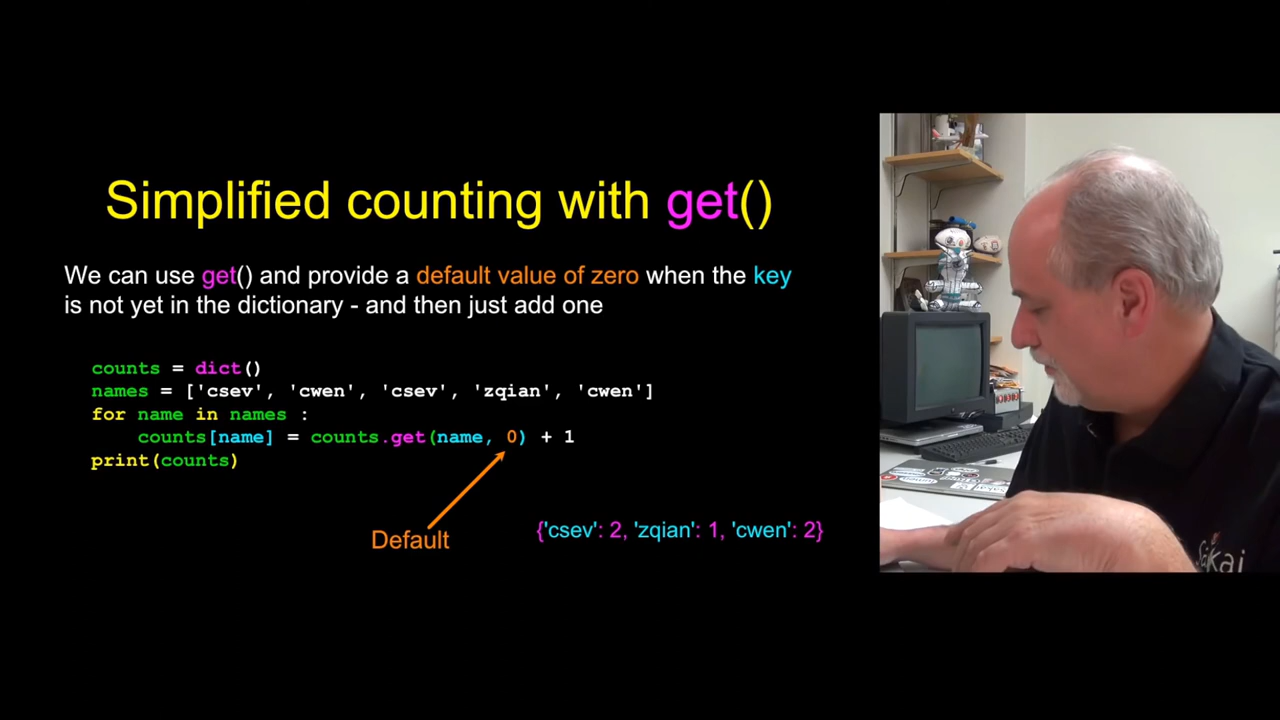 Simplified counting with get()
We can use get() and provide a default value of zero when the key
is not yet in the dictionary - and then just add one
counts = dict()
names = ['csev', 'cwen', 'csev', 'zqian', 'cwen']
for name in names :
    counts[name] = counts.get(name, 0) + 1
print(counts)
Default
{'csev': 2, 'zqian': 1, 'cwen': 2}
Sakai